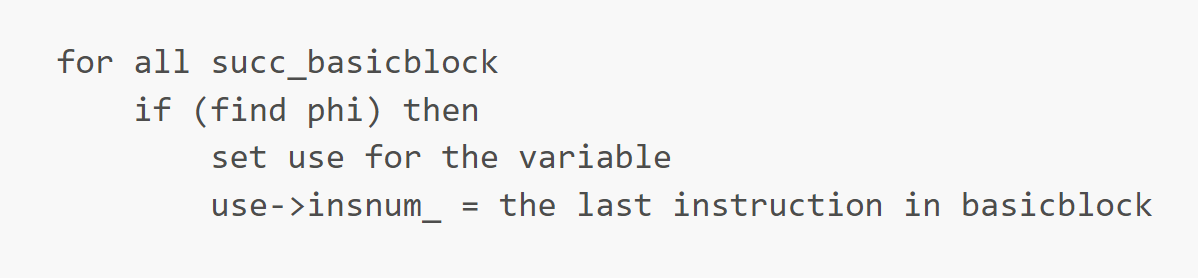 for all succ_basicblock
    if (find phi) then
        set use for the variable
        use->insnum_ = the last instruction in basicblock